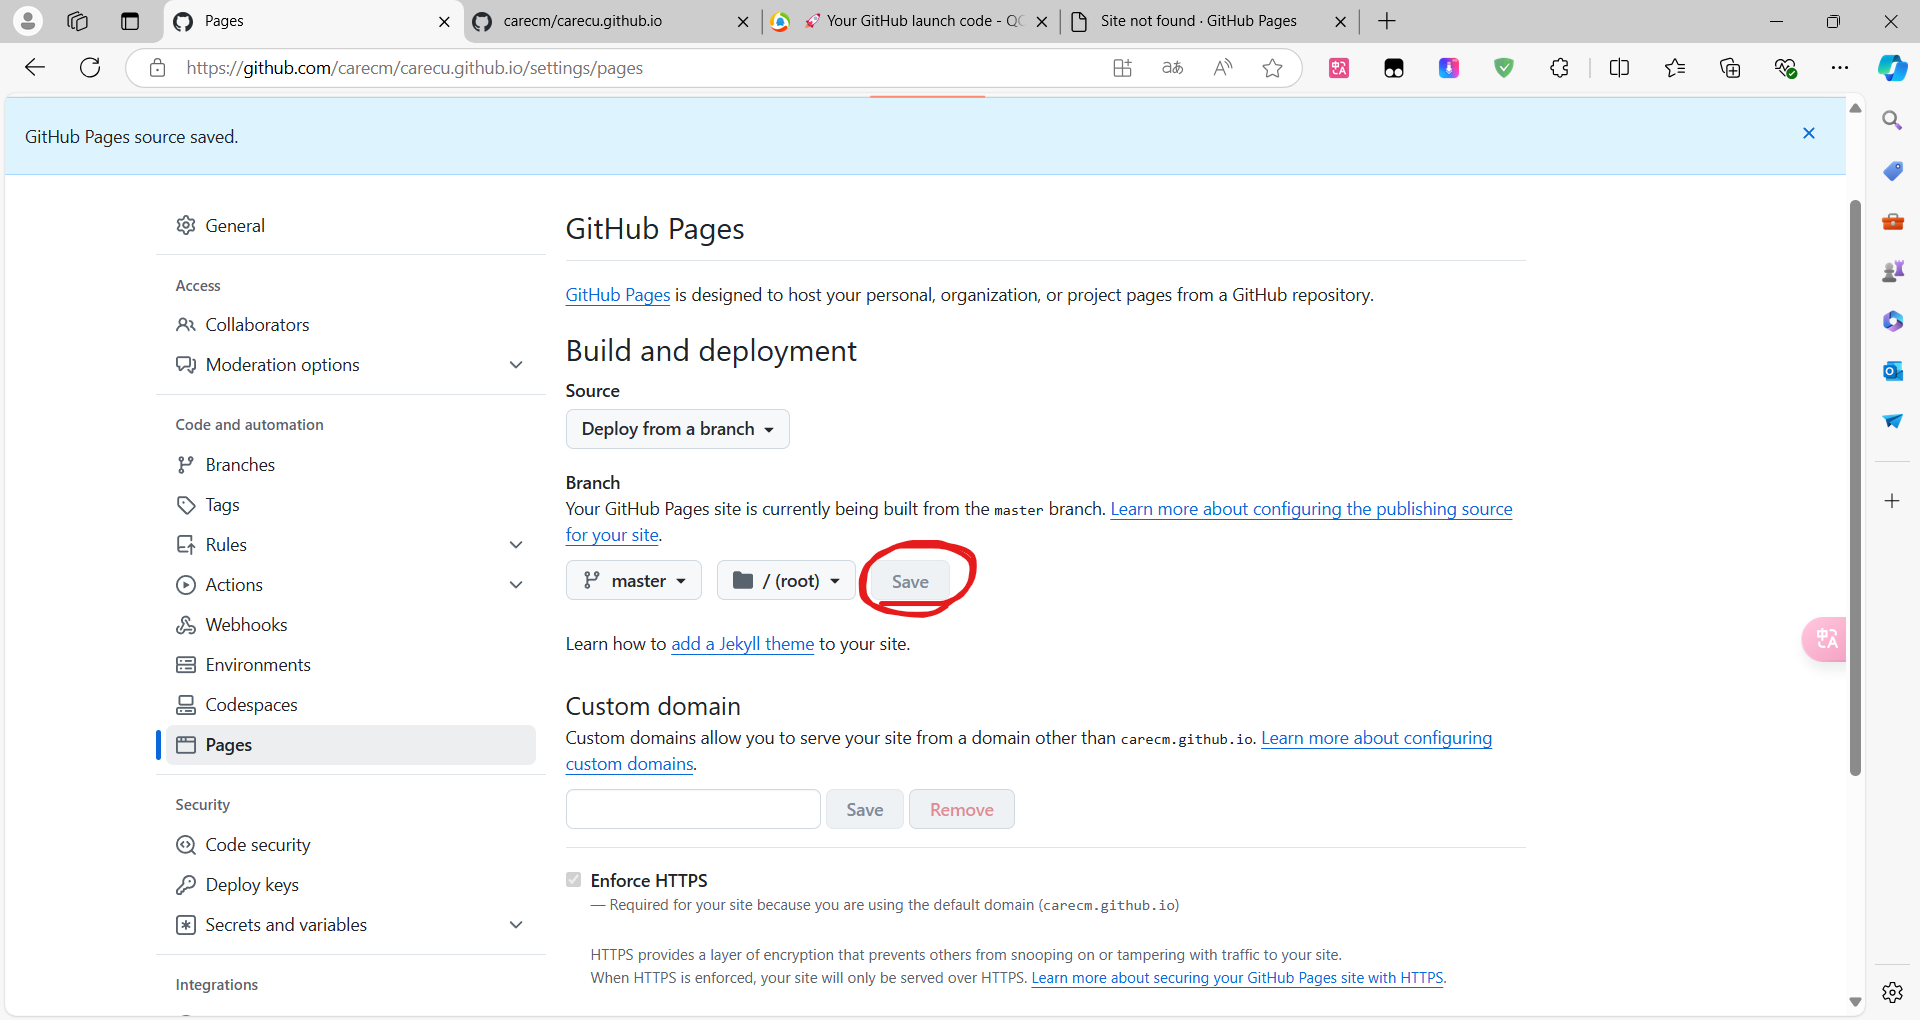 Pages
carecm/carecu.github.io
🚀 Your GitHub launch code - QQ
Site not found · GitHub Pages
https://github.com/carecm/carecu.github.io/settings/pages
GitHub Pages source saved.
General
Access
Collaborators
Moderation options
Code and automation
Branches
Tags
Rules
Actions
Webhooks
Environments
Codespaces
Pages
Security
Code security
Deploy keys
Secrets and variables
Integrations
GitHub Pages
GitHub Pages is designed to host your personal, organization, or project pages from a GitHub repository.
Build and deployment
Source
Deploy from a branch
Branch
Your GitHub Pages site is currently being built from the master branch. Learn more about configuring the publishing source
for your site.
master
/ (root)
Save
Learn how to add a Jekyll theme to your site.
Custom domain
Custom domains allow you to serve your site from a domain other than carecm.github.io. Learn more about configuring
custom domains.
Save
Remove
Enforce HTTPS
— Required for your site because you are using the default domain (carecm.github.io)
HTTPS provides a layer of encryption that prevents others from snooping on or tampering with traffic to your site.
When HTTPS is enforced, your site will only be served over HTTPS. Learn more about securing your GitHub Pages site with HTTPS.